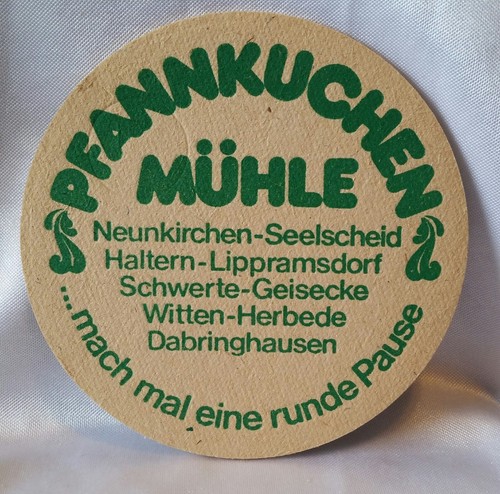 PFANNKUCHEN
MÜHLE
Neunkirchen-Seelscheid
Haltern-Lippramsdorf
Schwerte-Geisecke
Witten-Herbede
Dabringhausen
...mach mal eine runde Pause